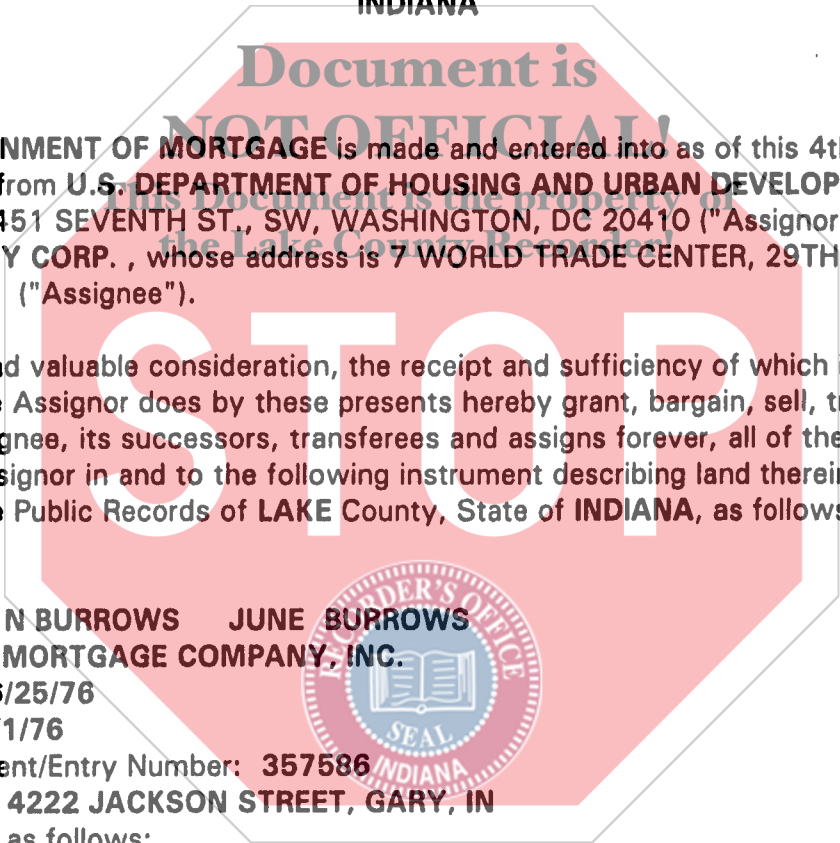 INDIANA
Document is
NOT OFFICIAL!
This Document is the property of
the Lake County Recorder!
NMENT OF MORTGAGE is made and entered into as of this 4t
from U.S. DEPARTMENT OF HOUSING AND URBAN DEVELOP
451 SEVENTH ST., SW, WASHINGTON, DC 20410 ("Assignor
Y CORP. , whose address is 7 WORLD TRADE CENTER, 29TH
("Assignee").
d valuable consideration, the receipt and sufficiency of which
Assignor does by these presents hereby grant, bargain, sell, t
gnee, its successors, transferees and assigns forever, all of the
signor in and to the following instrument describing land therei
Public Records of LAKE County, State of INDIANA, as follows
STOP
N BURROWS JUNE BURROWS
MORTGAGE COMPANY, INC.
/25/76
/1/76
ent/Entry Number: 357586
4222 JACKSON STREET, GARY, IN
as follows:
RECORDER'S OFFICE
SEAL
INDIANA